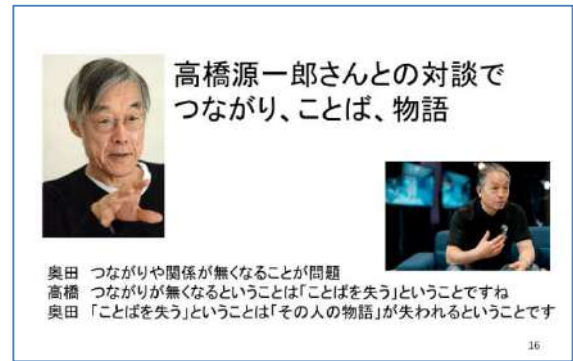 高橋源一郎さんとの対談で
つながり、ことば、物語
奥田　つながりや関係が無くなることが問題
高橋　つながりが無くなるということは「ことばを失う」ということですね
奥田　「ことばを失う」ということは「その人の物語」が失われるということです
16